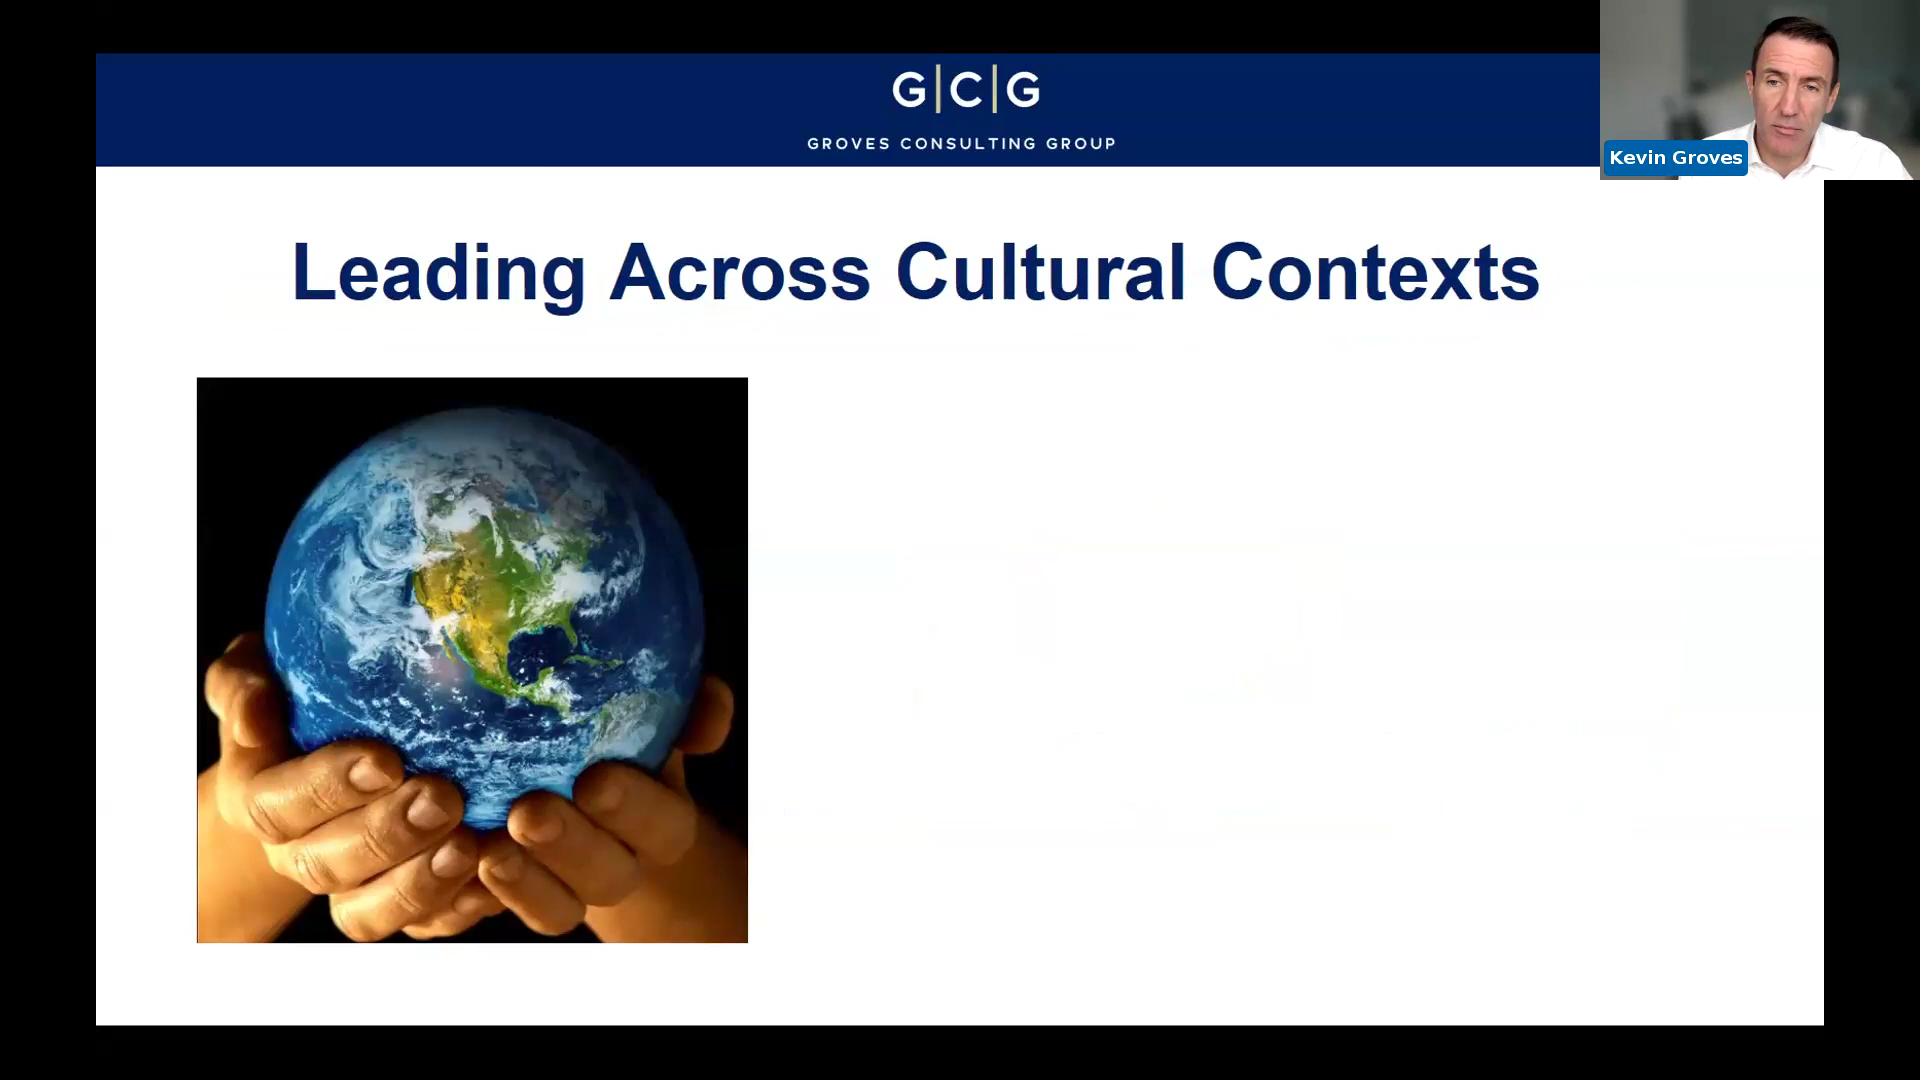 G|C|G
GROVES CONSULTING GROUP
Kevin Groves
Leading Across Cultural Contexts